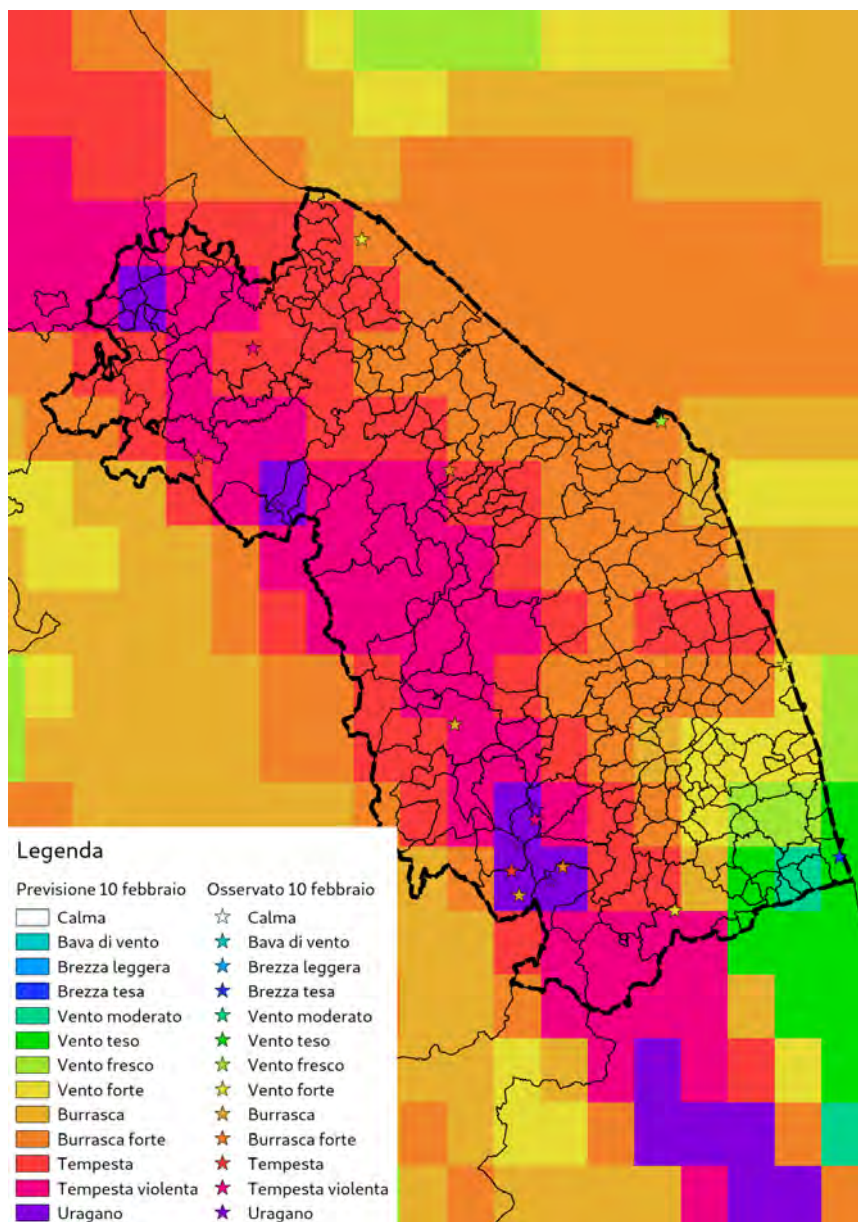 Legenda
Previsione 10 febbraio Osservato 10 febbraio
Calma Calma
Bava di vento Bava di vento
Brezza leggera Brezza leggera
Brezza tesa Brezza tesa
Vento moderato Vento moderato
Vento teso Vento teso
Vento fresco Vento fresco
Vento forte Vento forte
Burrasca Burrasca
Burrasca forte Burrasca forte
Tempesta Tempesta
Tempesta violenta Tempesta violenta
Uragano Uragano